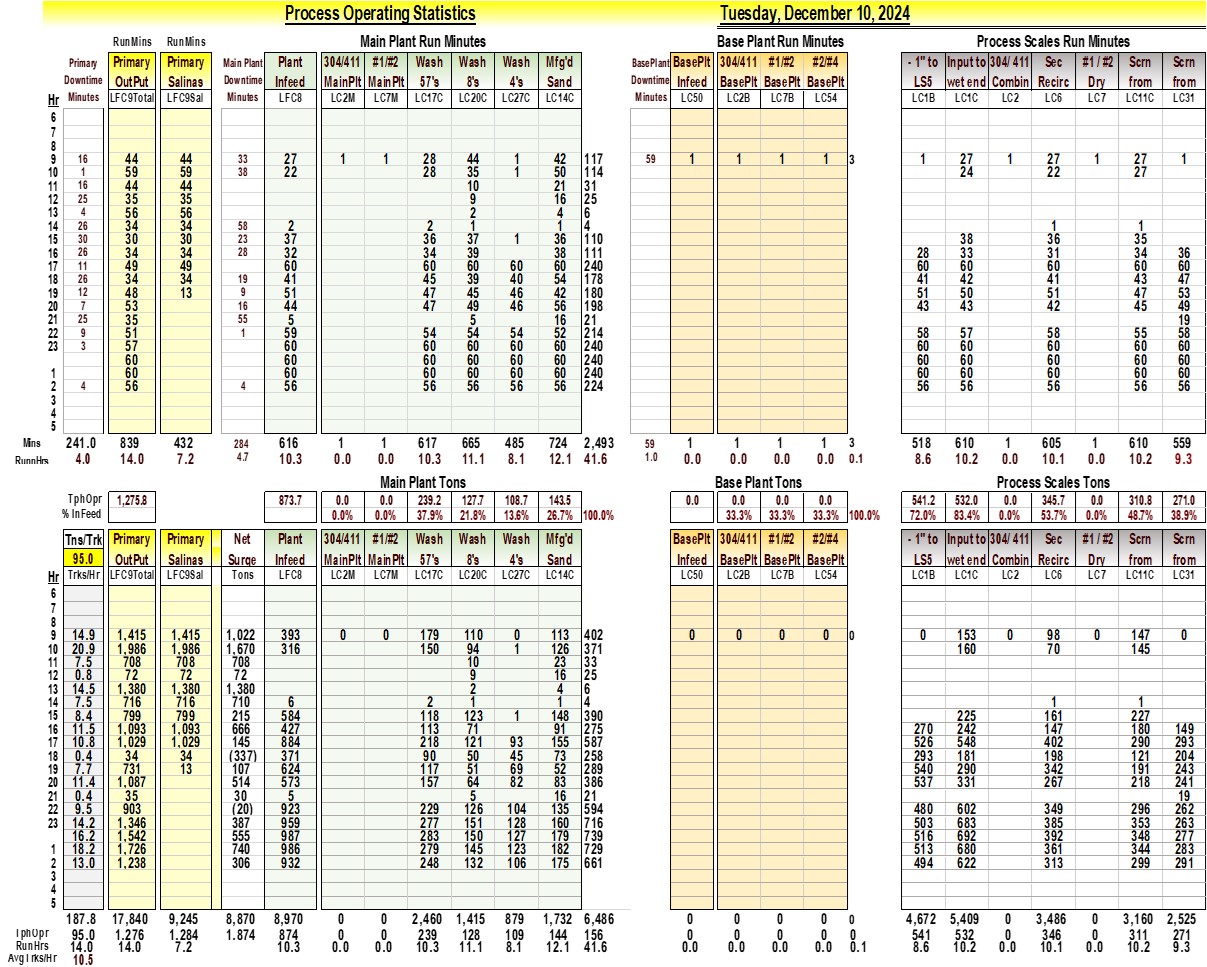 Process Operating Statistics Tuesday, December 10, 2024
RunMins RunMins Main Plant Run Minutes Base Plant Run Minutes Process Scales Run Minutes
Primary Primary Primary Main Plant Plant 304/411 #1/#2 Wash Wash Wash Mfg'd BasePlant BasePlt 304/411 #1/#2 #2/#4 - 1" to Input to 304/ 411 Sec #1 / #2 Scrn Scrn
Downtime OutPut Salinas Downtime Infeed MainPlt MainPlt 57's 8's 4's Sand Downtime Infeed BasePlt BasePlt BasePlt LS5 wet end Combin Recirc Dry from from
Hr Minutes LFC9Total LFC9Sal Minutes LFC8 LC2M LC7M LC17C LC20C LC27C LC14C Minutes LC50 LC2B LC7B LC54 LC1B LC1C LC2 LC6 LC7 LC11C LC31
6
7
8
9 16 44 44 33 27 1 1 28 44 1 42 117 59 1 1 1 1 3 1 27 1 27 1 27 1
10 1 59 59 38 22 28 35 1 50 114 24 22 27
11 16 44 44 10 21 31
12 25 35 35 9 16 25
13 4 56 56 2 4 6
14 26 34 34 58 2 2 1 1 4 1 1
15 30 30 30 23 37 36 37 1 36 110 38 36 35
16 26 34 34 28 32 34 39 38 111 28 33 31 34 36
17 11 49 49 60 60 60 60 60 240 60 60 60 60 60
18 26 34 34 19 41 45 39 40 54 178 41 42 41 43 47
19 12 48 13 9 51 47 45 46 42 180 51 50 51 47 53
20 7 53 16 44 47 49 46 56 198 43 43 42 45 49
21 25 35 55 5 5 16 21 19
22 9 51 1 59 54 54 54 52 214 58 57 58 55 58
23 3 57 60 60 60 60 60 240 60 60 60 60 60
60 60 60 60 60 60 240 60 60 60 60 60
1 60 60 60 60 60 60 240 60 60 60 60 60
2 4 56 4 56 56 56 56 56 224 56 56 56 56 56
3
4
5
Mins 241.0 839 432 284 616 1 1 617 665 485 724 2,493 59 1 1 1 1 3 518 610 1 605 1 610 559
RunnHrs 4.0 14.0 7.2 4.7 10.3 0.0 0.0 10.3 11.1 8.1 12.1 41.6 1.0 0.0 0.0 0.0 0.0 0.1 8.6 10.2 0.0 10.1 0.0 10.2 9.3
Main Plant Tons Base Plant Tons Process Scales Tons
TphOpr 1,275.8 873.7 0.0 0.0 239.2 127.7 108.7 143.5 0.0 0.0 0.0 0.0 541.2 532.0 0.0 345.7 0.0 310.8 271.0
% InFeed 0.0% 0.0% 37.9% 21.8% 13.6% 26.7% 100.0% 33.3% 33.3% 33.3% 100.0% 72.0% 83.4% 0.0% 53.7% 0.0% 48.7% 38.9%
Tns/Trk Primary Primary Net Plant 304/411 #1/#2 Wash Wash Wash Mfg'd BasePlt 304/411 #1/#2 #2/#4 - 1" to Input to 304/ 411 Sec #1 / #2 Scrn Scrn
95.0 OutPut Salinas Surge Infeed MainPlt MainPlt 57's 8's 4's Sand Infeed BasePlt BasePlt BasePlt LS5 wet end Combin Recirc Dry from from
Hr Trks/Hr LFC9Total LFC9Sal Tons LFC8 LC2M LC7M LC17C LC20C LC27C LC14C LC50 LC2B LC7B LC54 LC1B LC1C LC2 LC6 LC7 LC11C LC31
6
7
8
9 14.9 1,415 1,415 1,022 393 0 0 179 110 0 113 402 0 0 0 0 0 0 153 0 98 0 147 0
10 20.9 1,986 1,986 1,670 316 150 94 1 126 371 160 70 145
11 7.5 708 708 708 10 23 33
12 0.8 72 72 72 9 16 25
13 14.5 1,380 1,380 1,380 2 4 6
14 7.5 716 716 710 6 2 1 1 4 1 1
15 8.4 799 799 215 584 118 123 1 148 390 225 161 227
16 11.5 1,093 1,093 666 427 113 71 91 275 270 242 147 180 149
17 10.8 1,029 1,029 145 884 218 121 93 155 587 526 548 402 290 293
18 0.4 34 34 (337) 371 90 50 45 73 258 293 181 198 121 204
19 7.7 731 13 107 624 117 51 69 52 289 540 290 342 191 243
20 11.4 1,087 514 573 157 64 82 83 386 537 331 267 218 241
21 0.4 35 30 5 5 16 21 19
22 9.5 903 (20) 923 229 126 104 135 594 480 602 349 296 262
23 14.2 1,346 387 959 277 151 128 160 716 503 683 385 353 263
16.2 1,542 555 987 283 150 127 179 739 516 692 392 348 277
1 18.2 1,726 740 986 279 145 123 182 729 513 680 361 344 283
2 13.0 1,238 306 932 248 132 106 175 661 494 622 313 299 291
3
4
5
187.8 17,840 9,245 8,870 8,970 0 0 2,460 1,415 879 1,732 6,486 0 0 0 0 0 4,672 5,409 0 3,486 0 3,160 2,525
TphOpr 95.0 1,276 1,284 1.874 874 0 0 239 128 109 144 156 0 0 0 0 0 541 532 0 346 0 311 271
RunHrs 14.0 14.0 7.2 10.3 0.0 0.0 10.3 11.1 8.1 12.1 41.6 0.0 0.0 0.0 0.0 0.1 8.6 10.2 0.0 10.1 0.0 10.2 9.3
AvgTrks/Hr 10.5